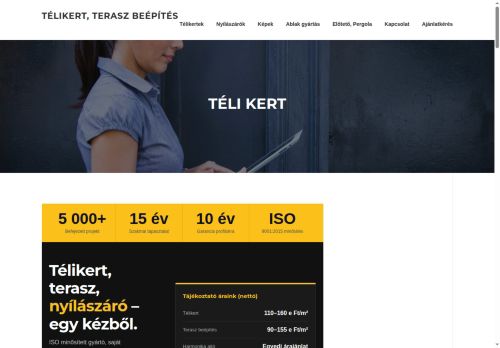 TÉLIKERT, TERASZ BEÉPÍTÉS
Télikertek Nyílászárók Képek Ablak gyártás Előtető, Pergola Kapcsolat Ajánlatkérés
TÉLI KERT
5 000+ 15 év 10 év ISO
Befejezett projekt Szakmai tapasztalat Garancia profilokra 9001:2015 minősítés
Télikert,
terasz,
nyílászáró –
egy kézből.
ISO minősített gyártó, saját
Tájékoztató áraink (nettó)
Télikert 110–160 e Ft/m²
Terasz beépítés 90–155 e Ft/m²
Harmonika ajtó Egyedi árajánlat